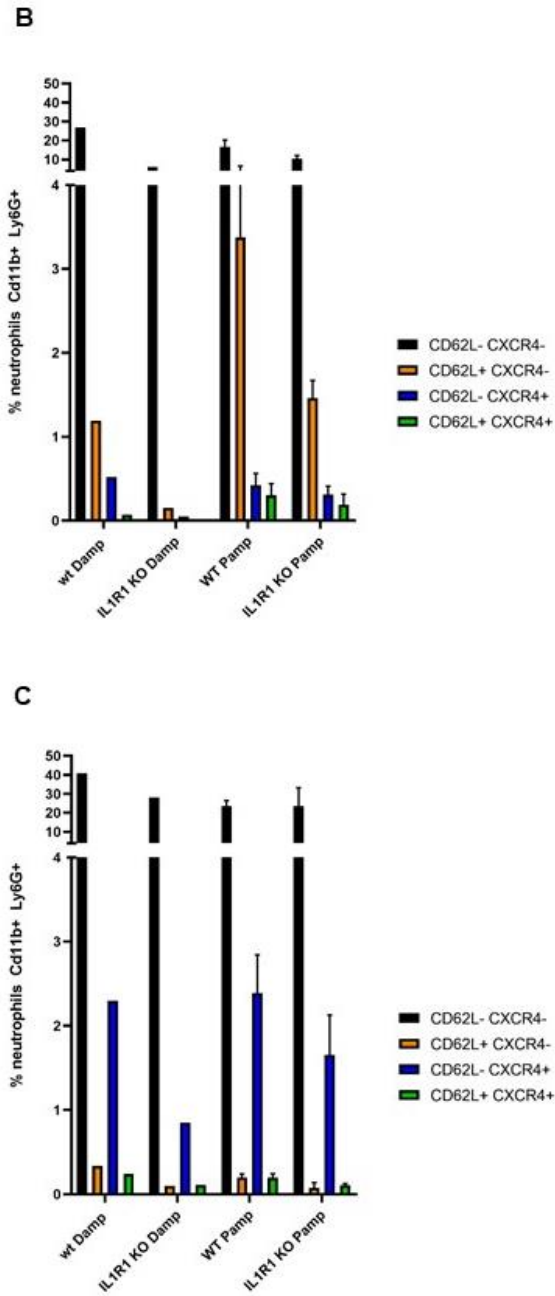 B
50
40
30
20
10
4
3
2
1
0
% neutrophils Cd11b+ Ly6G+
wt Damp
IL1R1 KO Damp
WT Pamp
IL1R1 KO Pamp
CD62L- CXCR4-
CD62L+ CXCR4-
CD62L- CXCR4+
CD62L+ CXCR4+
C
50
40
30
20
10
4
3
2
1
0
% neutrophils Cd11b+ Ly6G+
wt Damp
IL1R1 KO Damp
WT Pamp
IL1R1 KO Pamp
CD62L- CXCR4-
CD62L+ CXCR4-
CD62L- CXCR4+
CD62L+ CXCR4+